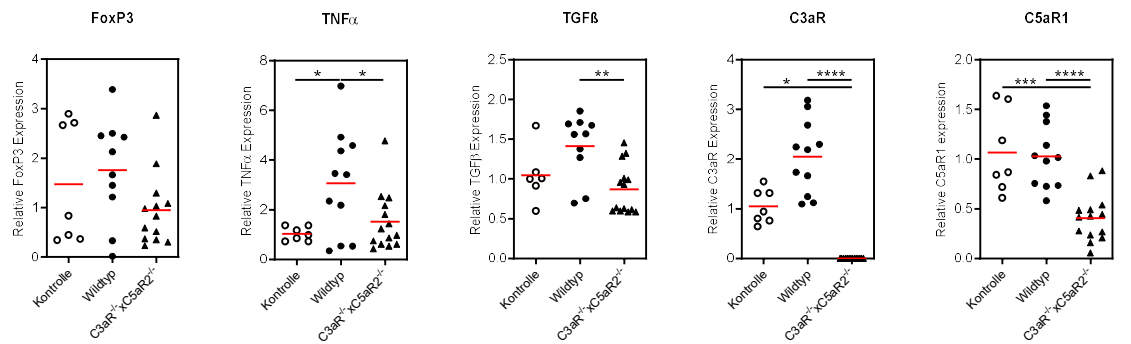 FoxP3
TNFα
TGFß
C3aR
C5aR1
Relative FoxP3 Expression
4
3
2
1
0
Kontrolle
Wildtyp
C3aR-/-xC5aR2-/-
Relative TNFα Expression
8
6
4
2
0
*
*
Kontrolle
Wildtyp
C3aR-/-xC5aR2-/-
Relative TGFβ Expression
2.5
2.0
1.5
1.0
0.5
0.0
**
Kontrolle
Wildtyp
C3aR-/-xC5aR2-/-
Relative C3aR Expression
4
3
2
1
0
*
****
Kontrolle
Wildtyp
C3aR-/-xC5aR2-/-
Relative C5aR1 expression
2.0
1.5
1.0
0.5
0.0
***
****
Kontrolle
Wildtyp
C3aR-/-xC5aR2-/-